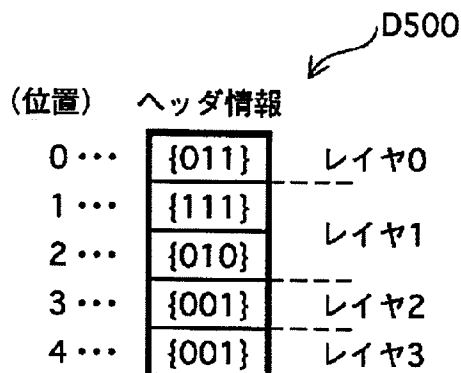 D500
(位置) ヘッダ情報
0… {011} レイヤ0
1… {111}
レイヤ1
2… {010}
3… {001} レイヤ2
4… {001} レイヤ3